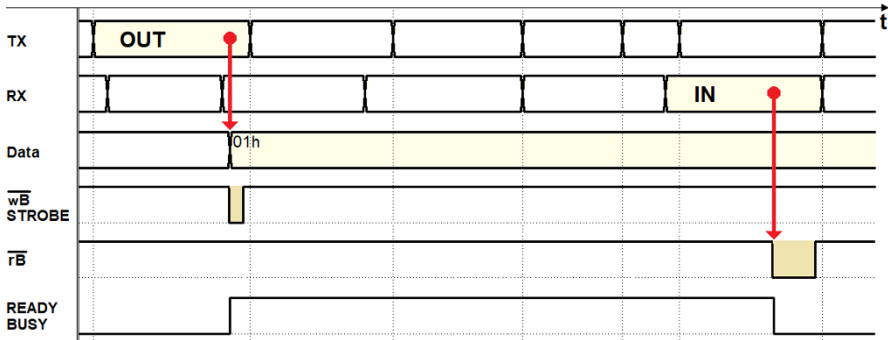 t
TX
OUT
RX
IN
Data
01h
wB
STROBE
rB
READY
BUSY